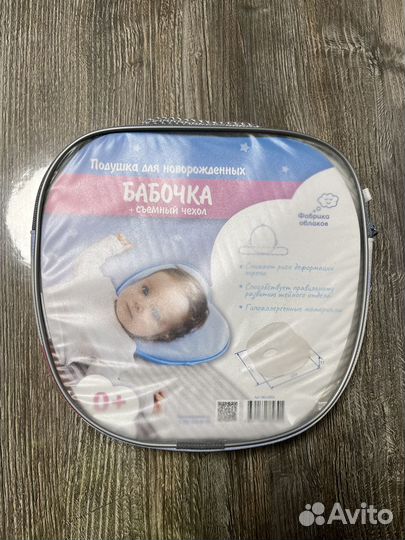 Подушка для новорожденных
БАБОЧКА
+ съемный чехол
Фабрика
облаков
• Снижает риск деформации
черепа
• Способствует правильному
развитию шейного отдела
• Гипоаллергенные материалы
0+
Avito